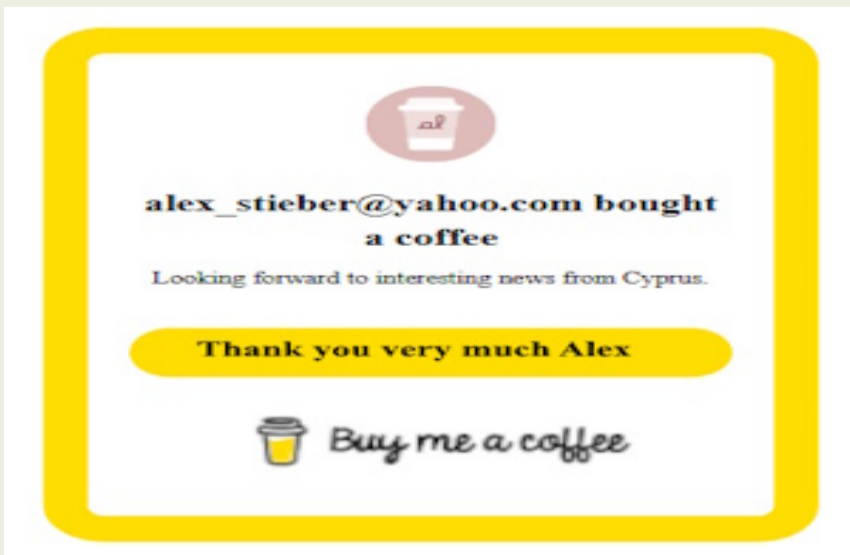 al
alex_stieber@yahoo.com bought
a coffee
Looking forward to interesting news from Cyprus.
Thank you very much Alex
Buy me a coffee